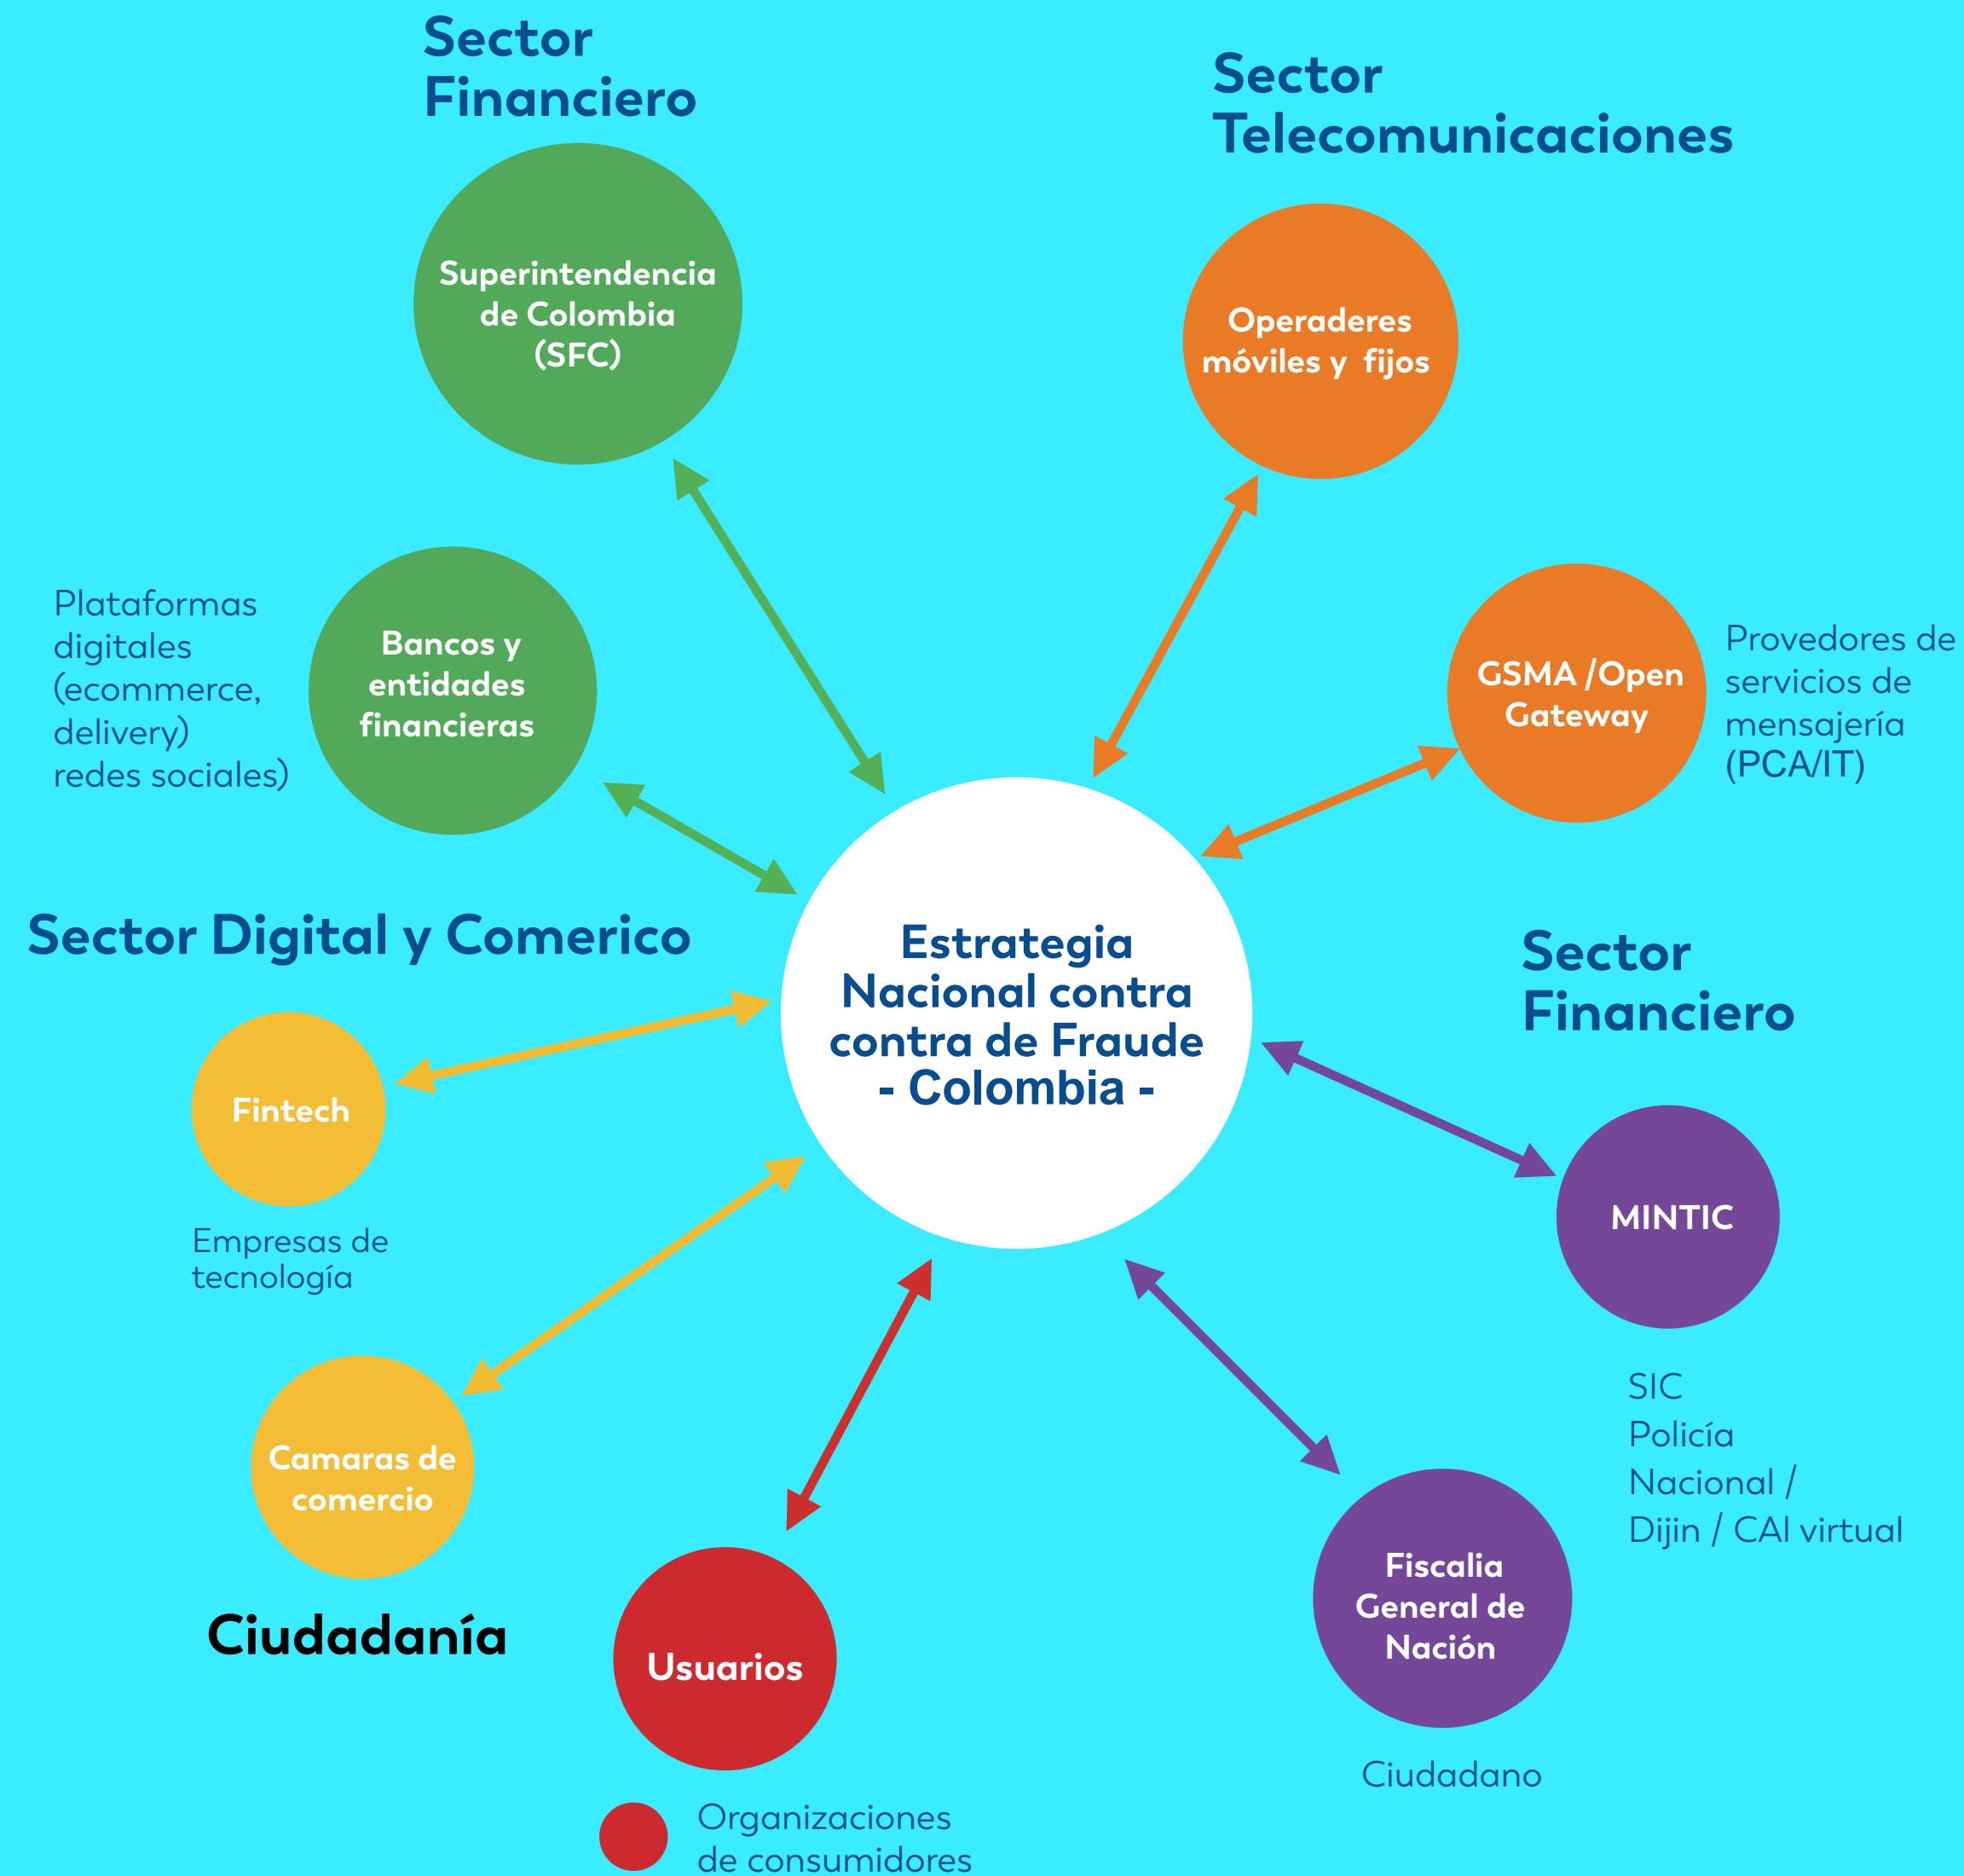 Sector
Financiero
Sector
Telecomunicaciones
Superintendencia
de Colombia
(SFC)
Operaderes
móviles y fijos
Plataformas
digitales
(ecommerce,
delivery)
redes sociales)
Bancos y
entidades
financieras
GSMA /Open
Gateway
Provedores de
servicios de
mensajería
(PCA/IT)
Sector Digital y Comerico
Estrategia
Nacional contra
contra de Fraude
- Colombia -
Sector
Financiero
Fintech
Empresas de
tecnología
MINTIC
SIC
Policía
Nacional /
Dijin / CAI virtual
Camaras de
comercio
Ciudadanía
Usuarios
Fiscalia
General de
Nación
Ciudadano
Organizaciones
de consumidores